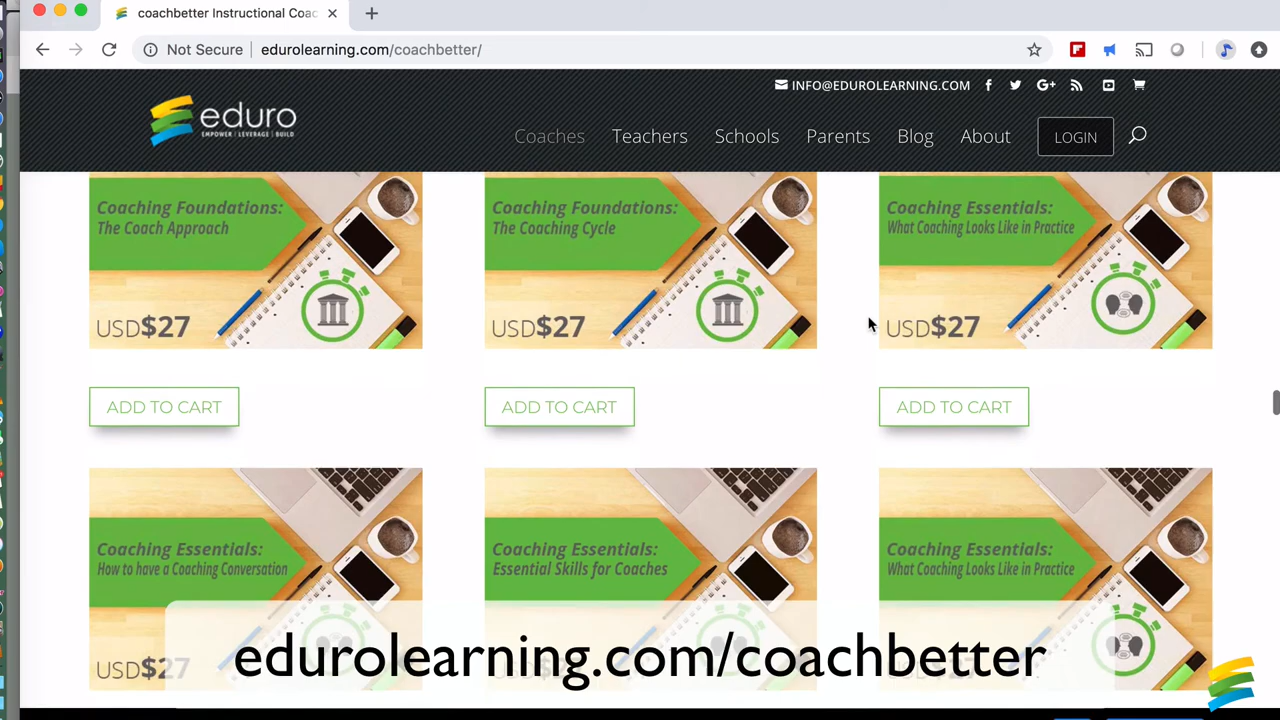 coachbetter Instructional Coac
Not Secure
edurolearning.com/coachbetter/
INFO@EDUROLEARNING.COM
eduro
EMPOWER | LEVERAGE | BUILD
Coaches
Teachers
Schools
Parents
Blog
About
LOGIN
Coaching Foundations:
The Coach Approach
USD$27
Coaching Foundations:
The Coaching Cycle
USD$27
Coaching Essentials:
What Coaching Looks Like in Practice
USD$27
ADD TO CART
ADD TO CART
ADD TO CART
Coaching Essentials:
How to have a Coaching Conversation
USD$27
Coaching Essentials:
Essential Skills for Coaches
Coaching Essentials:
What Coaching Looks Like in Practice
edurolearning.com/coachbetter